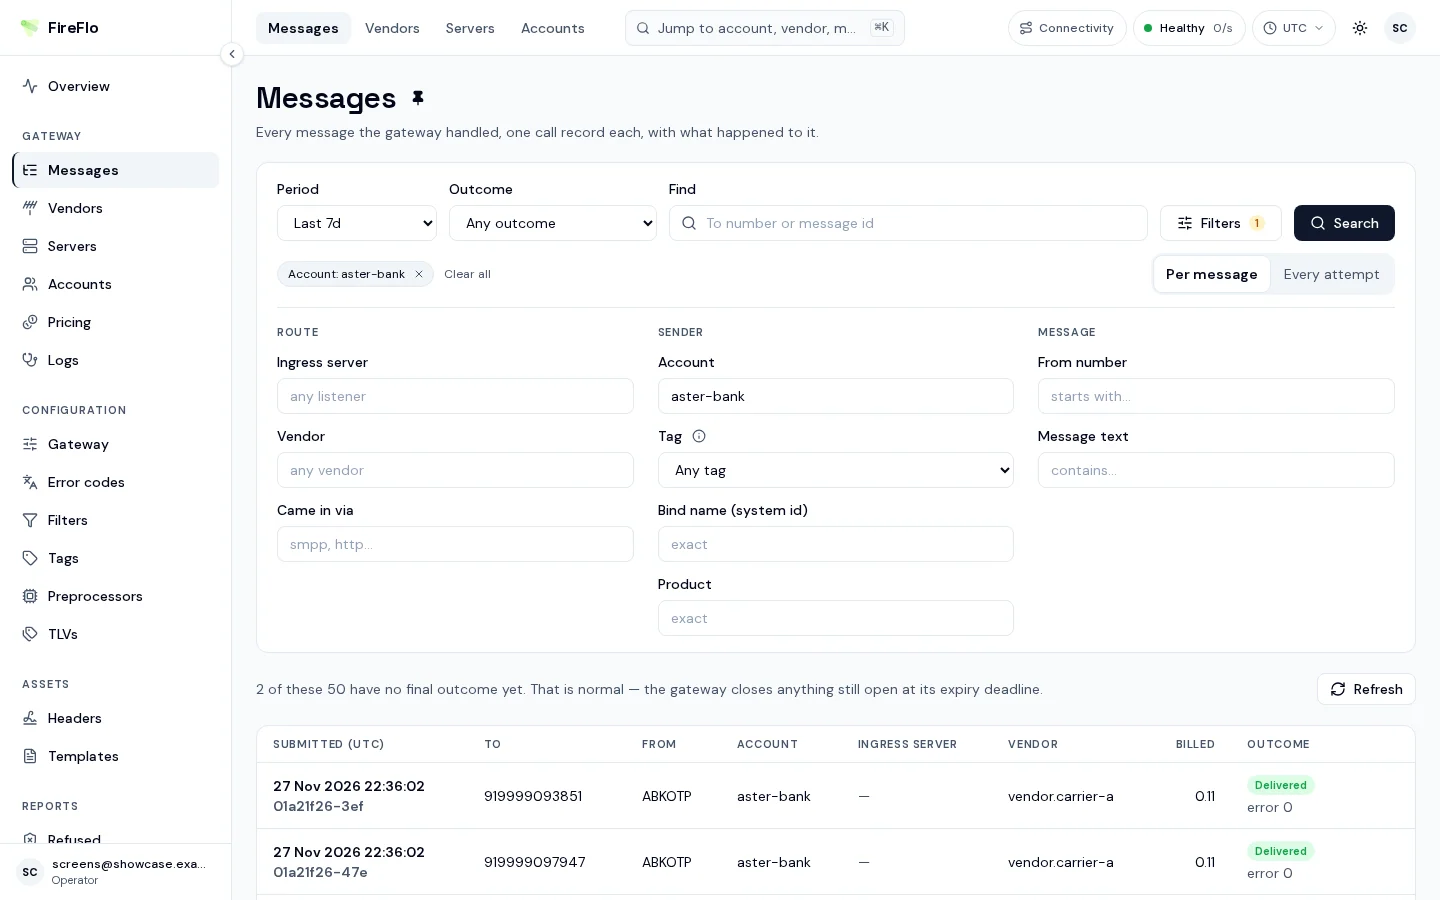 FireFlo
Messages
Vendors
Servers
Accounts
Jump to account, vendor, m...
⌘K
Connectivity
Healthy 0/s
UTC
SC
Overview
GATEWAY
Messages
Vendors
Servers
Accounts
Pricing
Logs
CONFIGURATION
Gateway
Error codes
Filters
Tags
Preprocessors
TLVs
ASSETS
Headers
Templates
REPORTS
Refused
SC
screens@showcase.exa...
Operator
Messages
Every message the gateway handled, one call record each, with what happened to it.
Period
Outcome
Find
Last 7d
Any outcome
To number or message id
Filters 1
Search
Account: aster-bank
Clear all
Per message
Every attempt
ROUTE
SENDER
MESSAGE
Ingress server
Account
From number
any listener
aster-bank
starts with...
Vendor
Tag
Message text
any vendor
Any tag
contains...
Came in via
Bind name (system id)
smpp, http...
exact
Product
exact
2 of these 50 have no final outcome yet. That is normal — the gateway closes anything still open at its expiry deadline.
Refresh
SUBMITTED (UTC) TO FROM ACCOUNT INGRESS SERVER VENDOR BILLED OUTCOME
27 Nov 2026 22:36:02 919999093851 ABKOTP aster-bank — vendor.carrier-a 0.11 Delivered
01a21f26-3ef error 0
27 Nov 2026 22:36:02 919999097947 ABKOTP aster-bank — vendor.carrier-a 0.11 Delivered
01a21f26-47e error 0